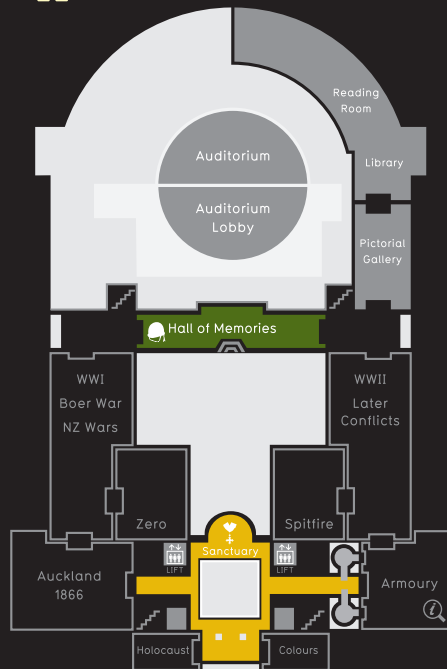 Reading
Room
Library
Auditorium
Auditorium
Lobby
Pictorial
Gallery
Hall of Memories
WWI
Boer War
NZ Wars
WWII
Later
Conflicts
Zero
Spitfire
Sanctuary
LIFT
LIFT
Auckland
1866
Armoury
i
Holocaust
Colours